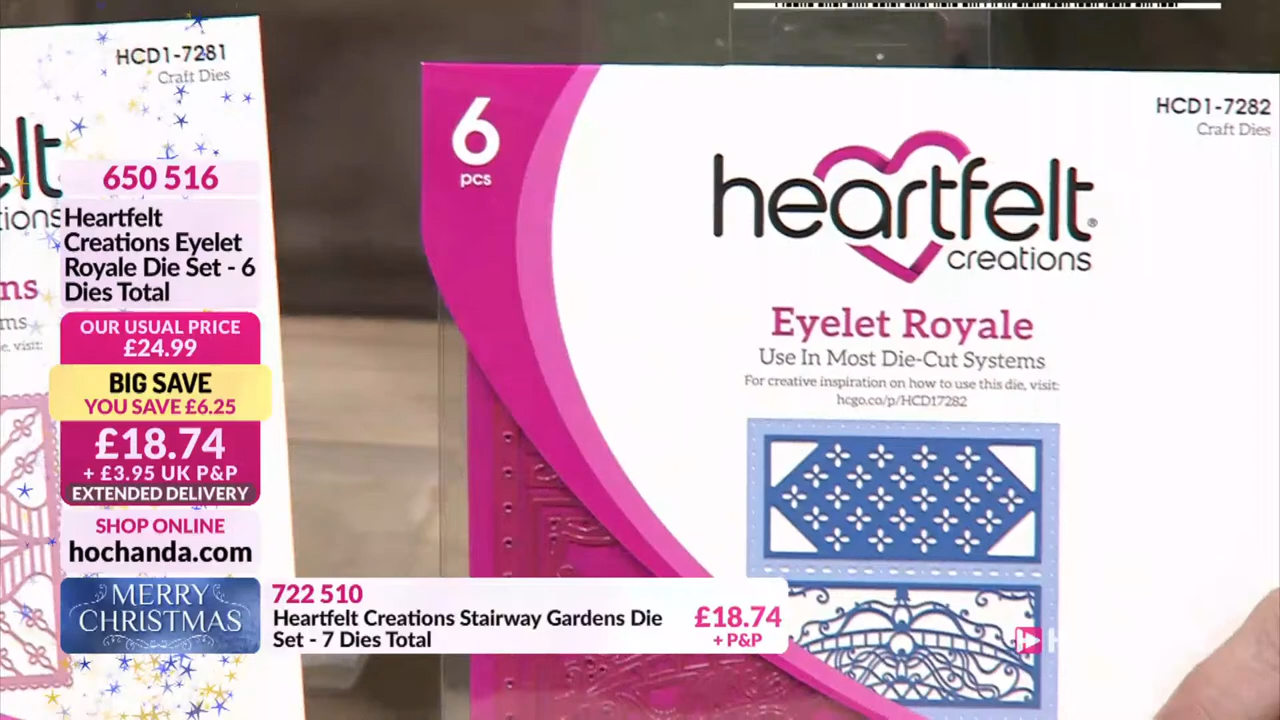 HCD1-7281
Craft Dies
650 516
Heartfelt
Creations Eyelet
Royale Die Set - 6
Dies Total
OUR USUAL PRICE
£24.99
BIG SAVE
YOU SAVE £6.25
£18.74
+ £3.95 UK P&P
EXTENDED DELIVERY
SHOP ONLINE
hochanda.com
MERRY
CHRISTMAS
722 510
Heartfelt Creations Stairway Gardens Die
Set - 7 Dies Total
£18.74
+ P&P
6
pcs
HCD1-7282
Craft Dies
heartfelt
creations
Eyelet Royale
Use In Most Die-Cut Systems
For creative inspiration on how to use this die, visit:
hcgo.co/p/HCD17282